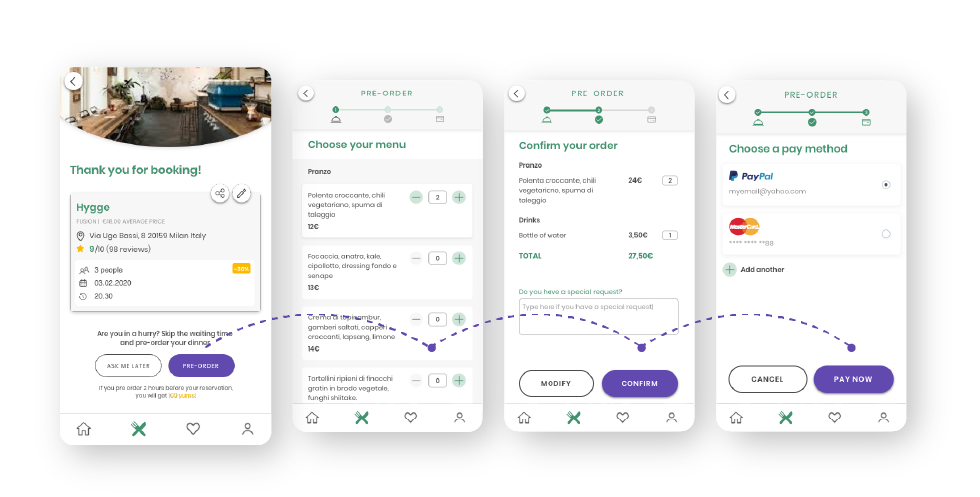 Thank you for booking!
Hygge
FUSION | €18.09 AVERAGE PRICE
Via Ugo Bassi, 8 20159 Milan Italy
9/10 (98 reviews)
3 people
-30%
03.02.2020
20.30
Are you in a hurry? Skip the waiting time
and pre-order your dinner.
ASK ME LATER
PRE-ORDER
If you pre order 2 hours before your reservation,
you will get yums!
PRE-ORDER
1
Choose your menu
Pranzo
Polenta croccante, chili
vegetariano, spuma di
taleggio
2
12€
Focaccia, anatra, kale,
cipollotto, dressing fondo e
senape
0
13€
Crema di topinambur,
gamberi saltati, capperi
croccanti, lapsang, limone
0
14€
Tortellini ripieni di finocchi
gratin in brodo vegetale,
funghi shiitake.
0
PRE ORDER
Confirm your order
Pranzo
Polenta croccante, chili
vegetariano, spuma di
taleggio
24€
2
Drinks
Bottle of water
3,50€
1
TOTAL
27,50€
Do you have a special request?
Type here if you have a special request|
MODIFY
CONFIRM
PRE-ORDER
Choose a pay method
PayPal
myemail@yahoo.com
MasterCard
**** **** **88
Add another
CANCEL
PAY NOW